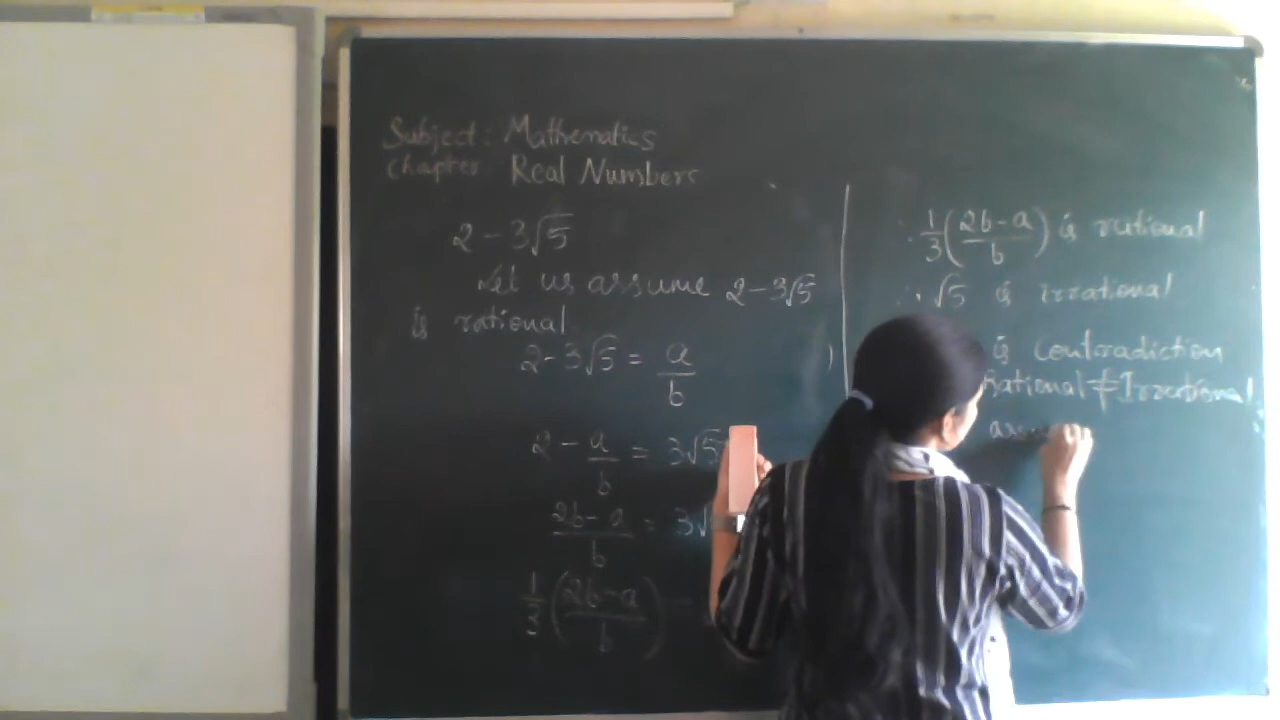 Subject: Mathematics
Chapter Real Numbers
2 - 3√5
Let us assume 2 - 3√5
is rational
2 - 3√5 = a/b
2 - a/b = 3√5
(2b - a)/b = 3√
1/3 ((2b - a)/b) =
∴ 1/3 ((2b - a)/b) is rational
∴ √5 is irrational
is Contradiction
Rational ≠ Irrational